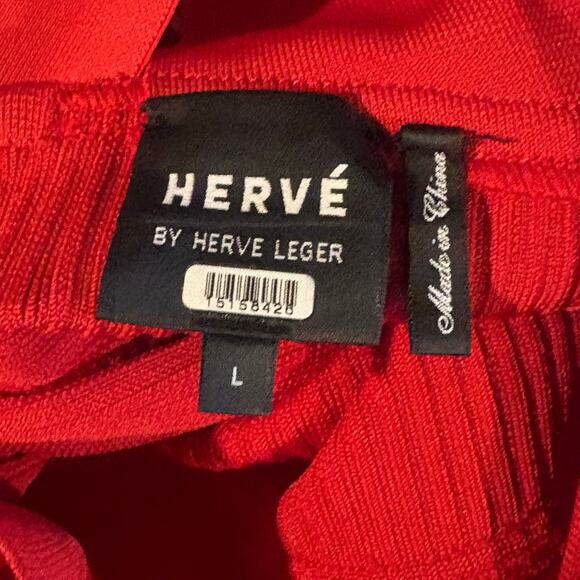 HERVÉ
BY HERVE LEGER
15158426
L
Made in China